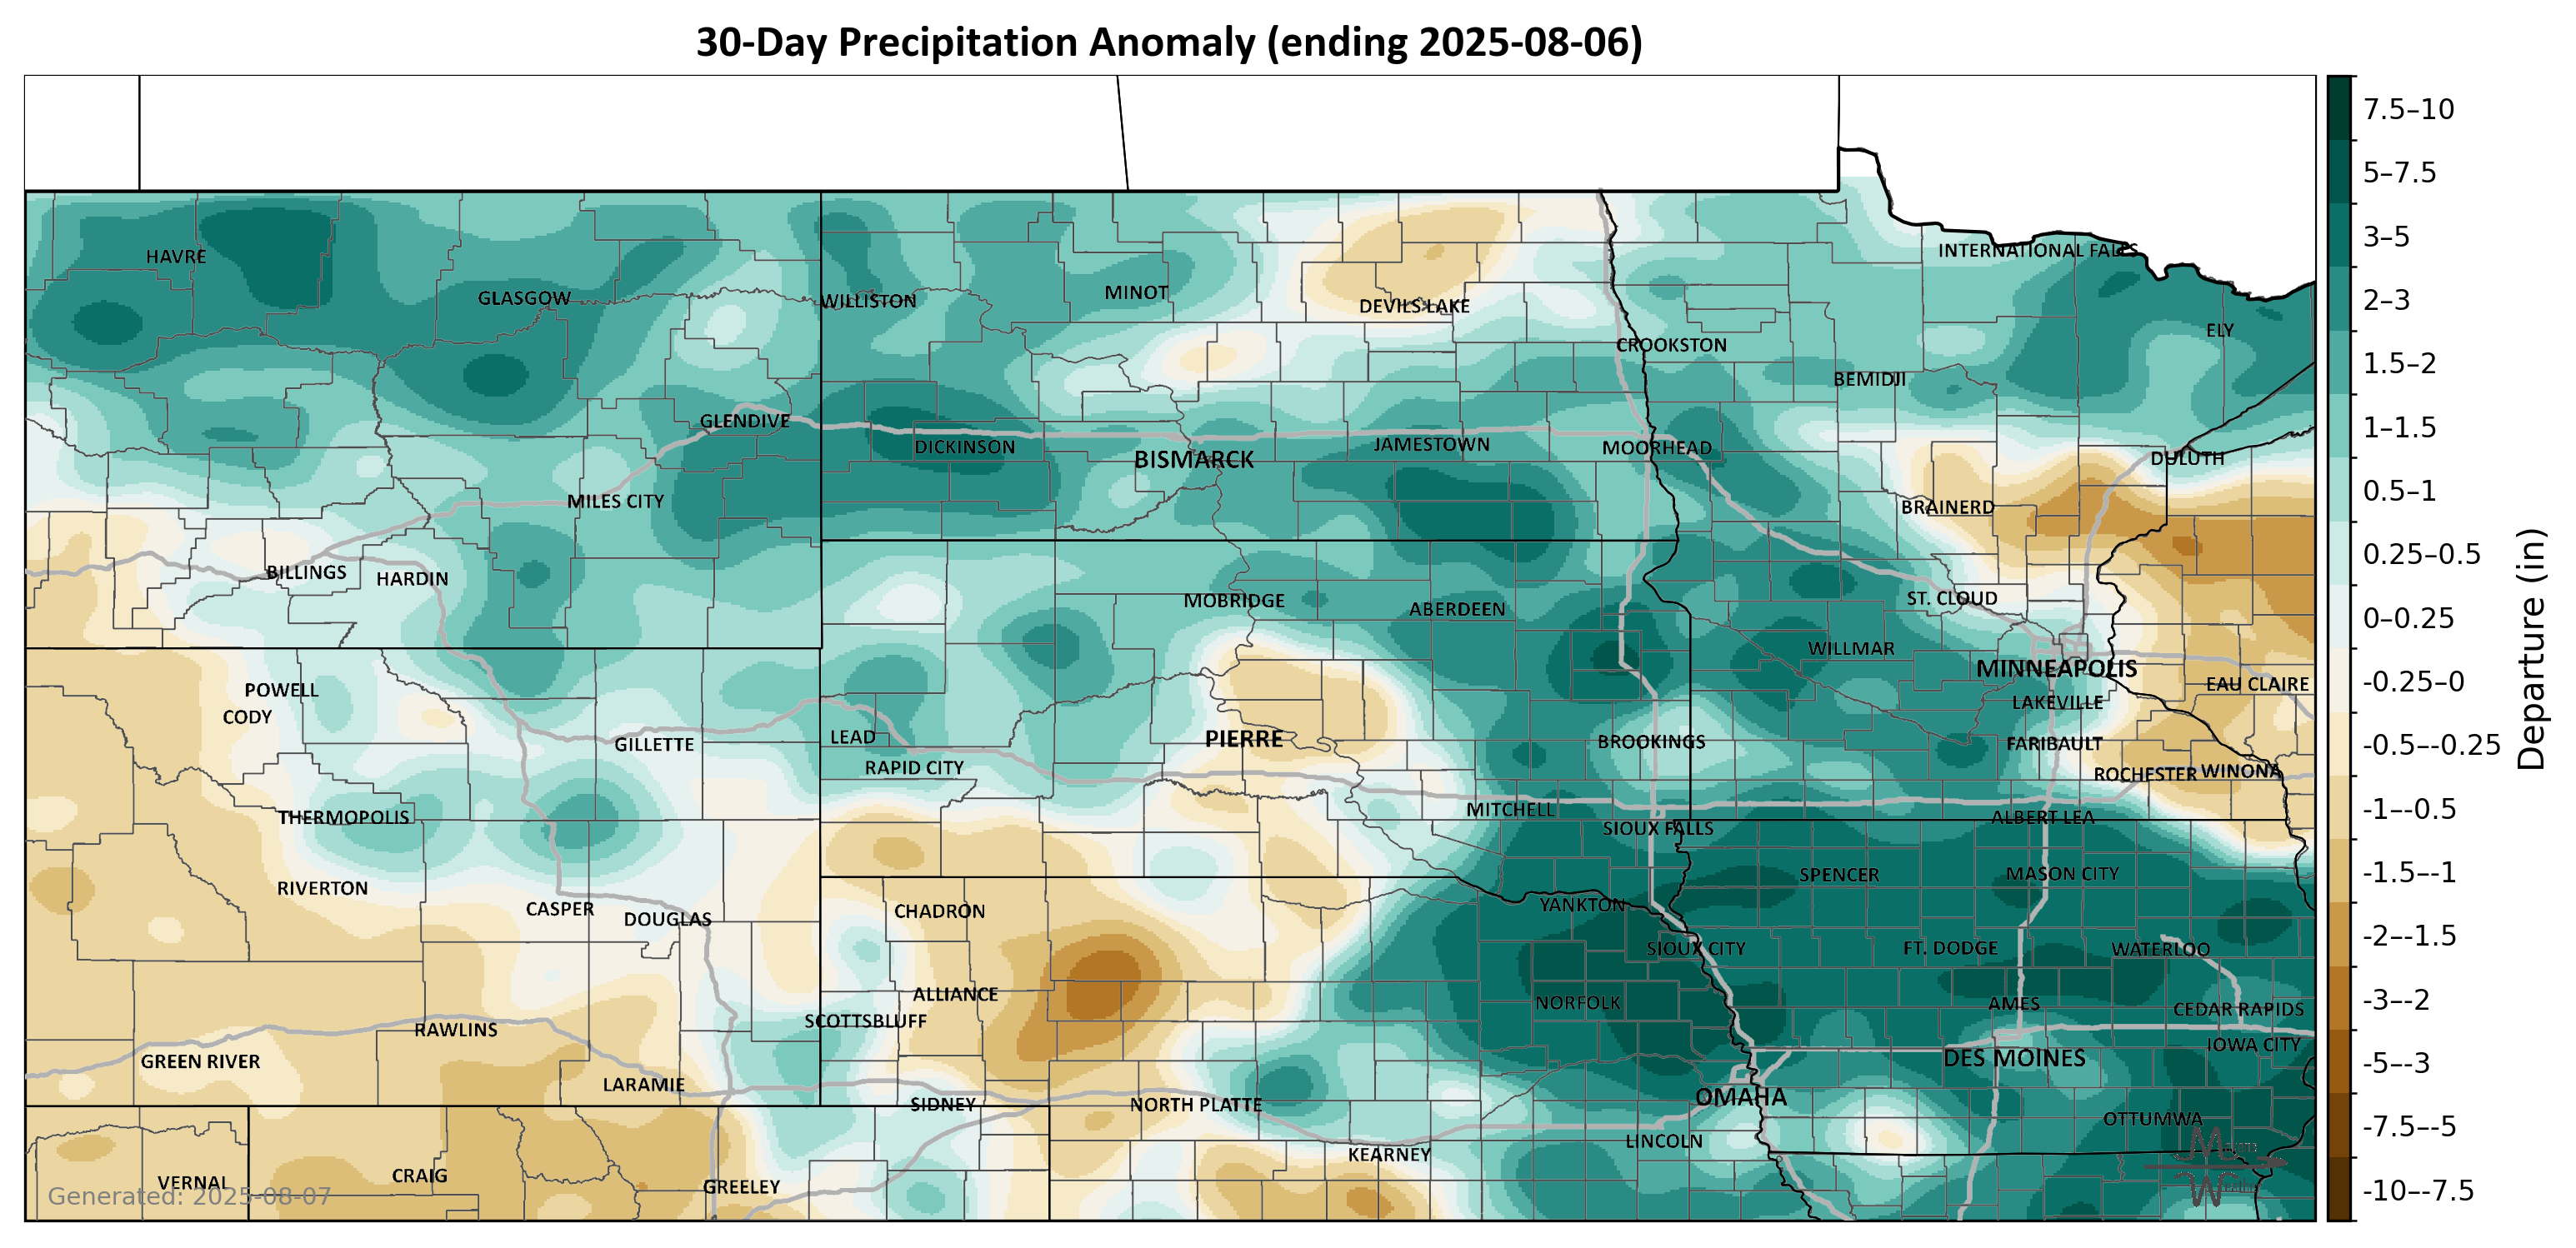 30-Day Precipitation Anomaly (ending 2025-08-06)
7.5–10
5–7.5
3–5
2–3
1.5–2
1–1.5
0.5–1
0.25–0.5
0–0.25
-0.25–0
-0.5–-0.25
-1–-0.5
-1.5–-1
-2–-1.5
-3–-2
-5–-3
-7.5–-5
-10–-7.5
Departure (in)
HAVRE
INTERNATIONAL FALLS
GLASGOW
WILLISTON
MINOT
DEVILS LAKE
ELY
CROOKSTON
BEMIDJI
GLENDIVE
DICKINSON
BISMARCK
JAMESTOWN
MOORHEAD
DULUTH
MILES CITY
BRAINERD
BILLINGS
HARDIN
MOBRIDGE
ABERDEEN
ST. CLOUD
WILLMAR
MINNEAPOLIS
POWELL
EAU CLAIRE
CODY
LAKEVILLE
GILLETTE
LEAD
PIERRE
BROOKINGS
FARIBAULT
RAPID CITY
ROCHESTER
WINONA
THERMOPOLIS
MITCHELL
ALBERT LEA
SIOUX FALLS
RIVERTON
SPENCER
MASON CITY
CASPER
DOUGLAS
CHADRON
YANKTON
SIOUX CITY
FT. DODGE
WATERLOO
ALLIANCE
NORFOLK
AMES
CEDAR RAPIDS
RAWLINS
SCOTTSBLUFF
IOWA CITY
GREEN RIVER
DES MOINES
LARAMIE
SIDNEY
NORTH PLATTE
OMAHA
OTTUMWA
LINCOLN
KEARNEY
VERNAL
CRAIG
GREELEY
Generated: 2025-08-07